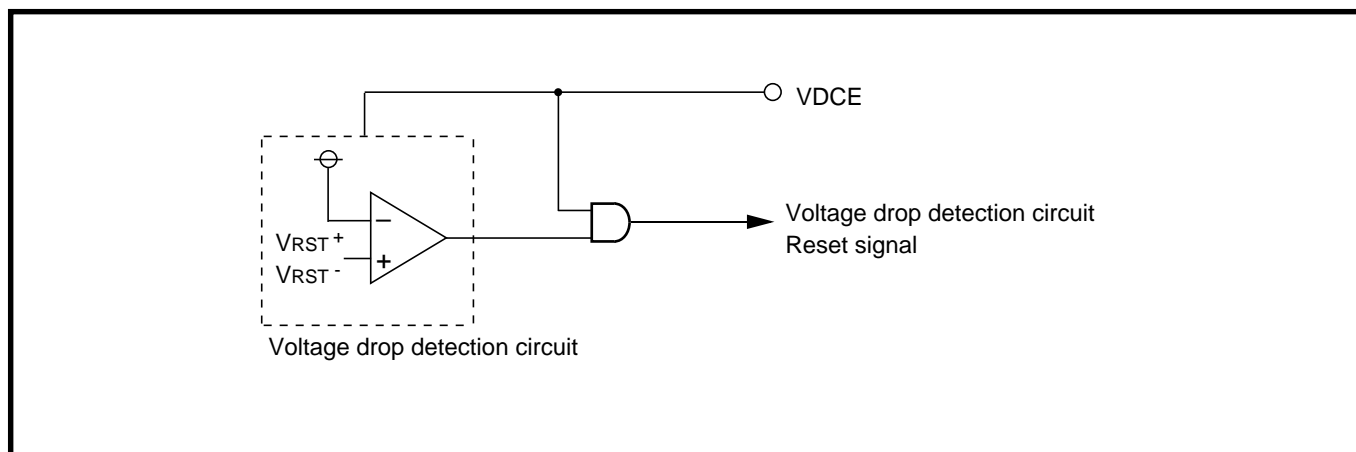 VDCE
Voltage drop detection circuit
Reset signal
−
VRST +
+
VRST -
Voltage drop detection circuit